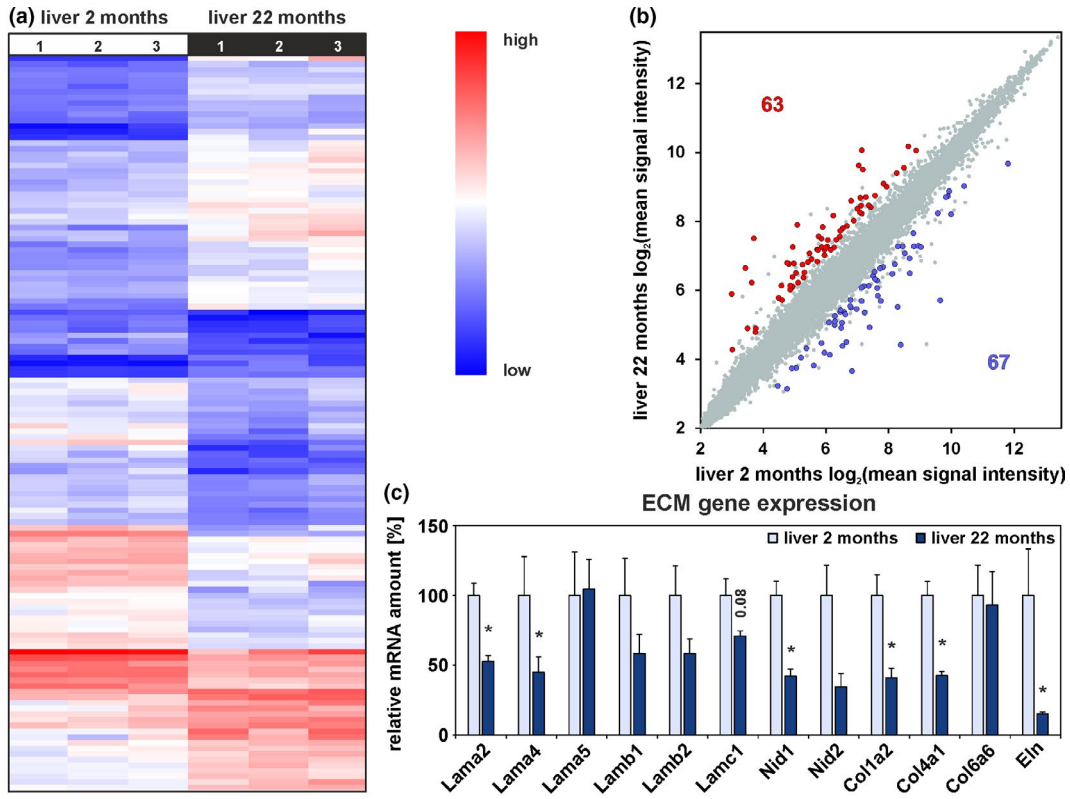 (a) liver 2 months liver 22 months
1 2 3 1 2 3
high
low
(b)
liver 22 months log₂(mean signal intensity)
12
10
8
6
4
2
63
67
2 4 6 8 10 12
liver 2 months log₂(mean signal intensity)
(c) ECM gene expression
relative mRNA amount [%]
150
100
50
0
liver 2 months liver 22 months
* * 0.08 * * * *
Lama2 Lama4 Lama5 Lamb1 Lamb2 Lamc1 Nid1 Nid2 Col1a2 Col4a1 Col6a6 Eln